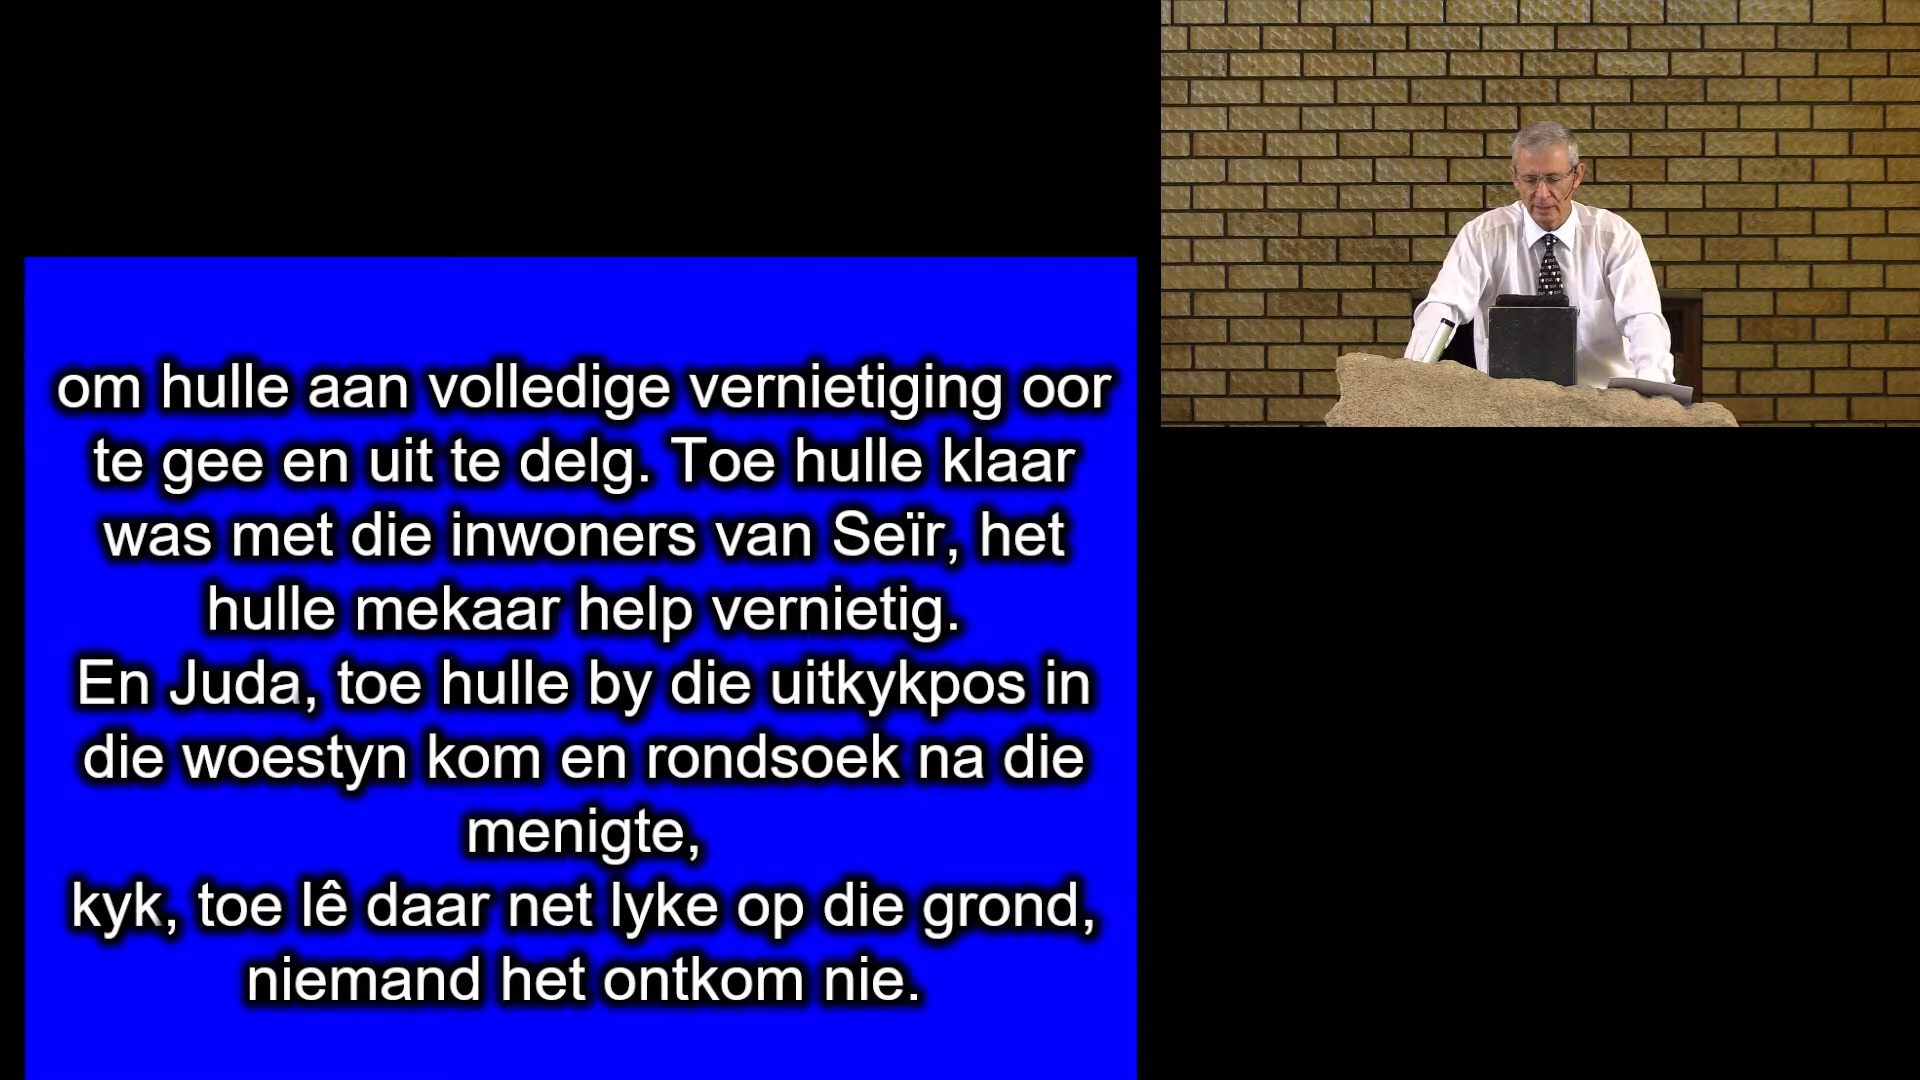 om hulle aan volledige vernietiging oor
te gee en uit te delg. Toe hulle klaar
was met die inwoners van Seïr, het
hulle mekaar help vernietig.
En Juda, toe hulle by die uitkykpos in
die woestyn kom en rondsoek na die
menigte,
kyk, toe lê daar net lyke op die grond,
niemand het ontkom nie.